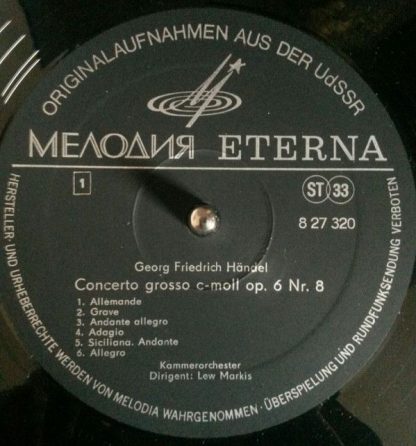 ORIGINALAUFNAHMEN AUS DER UdSSR
МЕЛОДИЯ ETERNA
1
ST 33
8 27 320
Georg Friedrich Händel
Concerto grosso c-moll op. 6 Nr. 8
1. Allemande
2. Grave
3. Andante allegro
4. Adagio
5. Siciliana. Andante
6. Allegro
Kammerorchester
Dirigent: Lew Markis
HERSTELLER- UND URHEBERRECHTE WERDEN VON MELODIA WAHRGENOMMEN · ÜBERSPIELUNG UND RUNDFUNKSENDUNG VERBOTEN